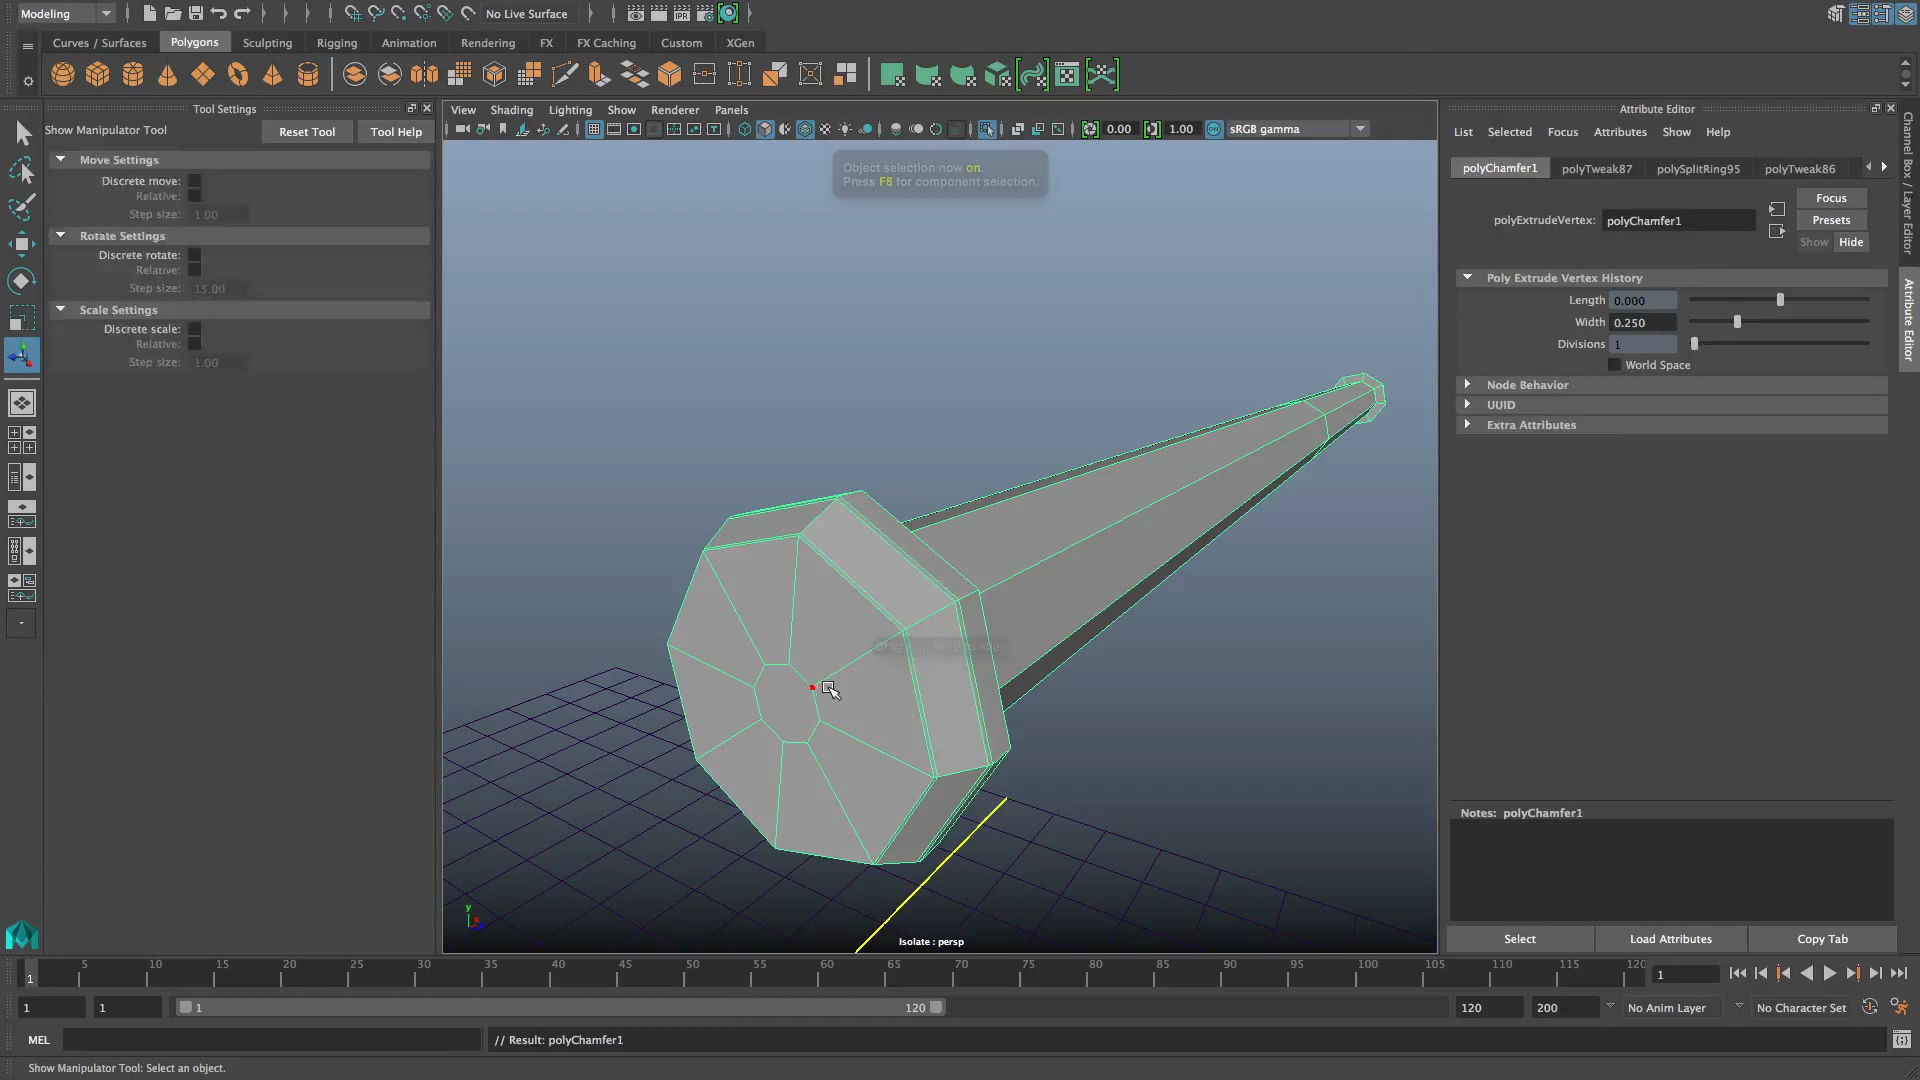 Modeling
No Live Surface
Curves / Surfaces Polygons Sculpting Rigging Animation Rendering FX FX Caching Custom XGen
Tool Settings
Show Manipulator Tool
Reset Tool
Tool Help
Move Settings
Discrete move:
Relative:
Step size: 1.00
Rotate Settings
Discrete rotate:
Relative:
Step size: 15.00
Scale Settings
Discrete scale:
Relative:
Step size: 1.00
View Shading Lighting Show Renderer Panels
0.00 1.00 sRGB gamma
Object selection now on.
Press F8 for component selection.
y
x
Isolate : persp
Attribute Editor
List Selected Focus Attributes Show Help
polyChamfer1 polyTweak87 polySplitRing95 polyTweak86
polyExtrudeVertex: polyChamfer1
Focus
Presets
Show Hide
Poly Extrude Vertex History
Length 0.000
Width 0.250
Divisions 1
World Space
Node Behavior
UUID
Extra Attributes
Notes: polyChamfer1
Select Load Attributes Copy Tab
Channel Box / Layer Editor
Attribute Editor
1 5 10 15 20 25 30 35 40 45 50 55 60 65 70 75 80 85 90 95 100 105 110 115 120
1
1 1 1 120 120 200 No Anim Layer No Character Set
MEL // Result: polyChamfer1
Show Manipulator Tool: Select an object.